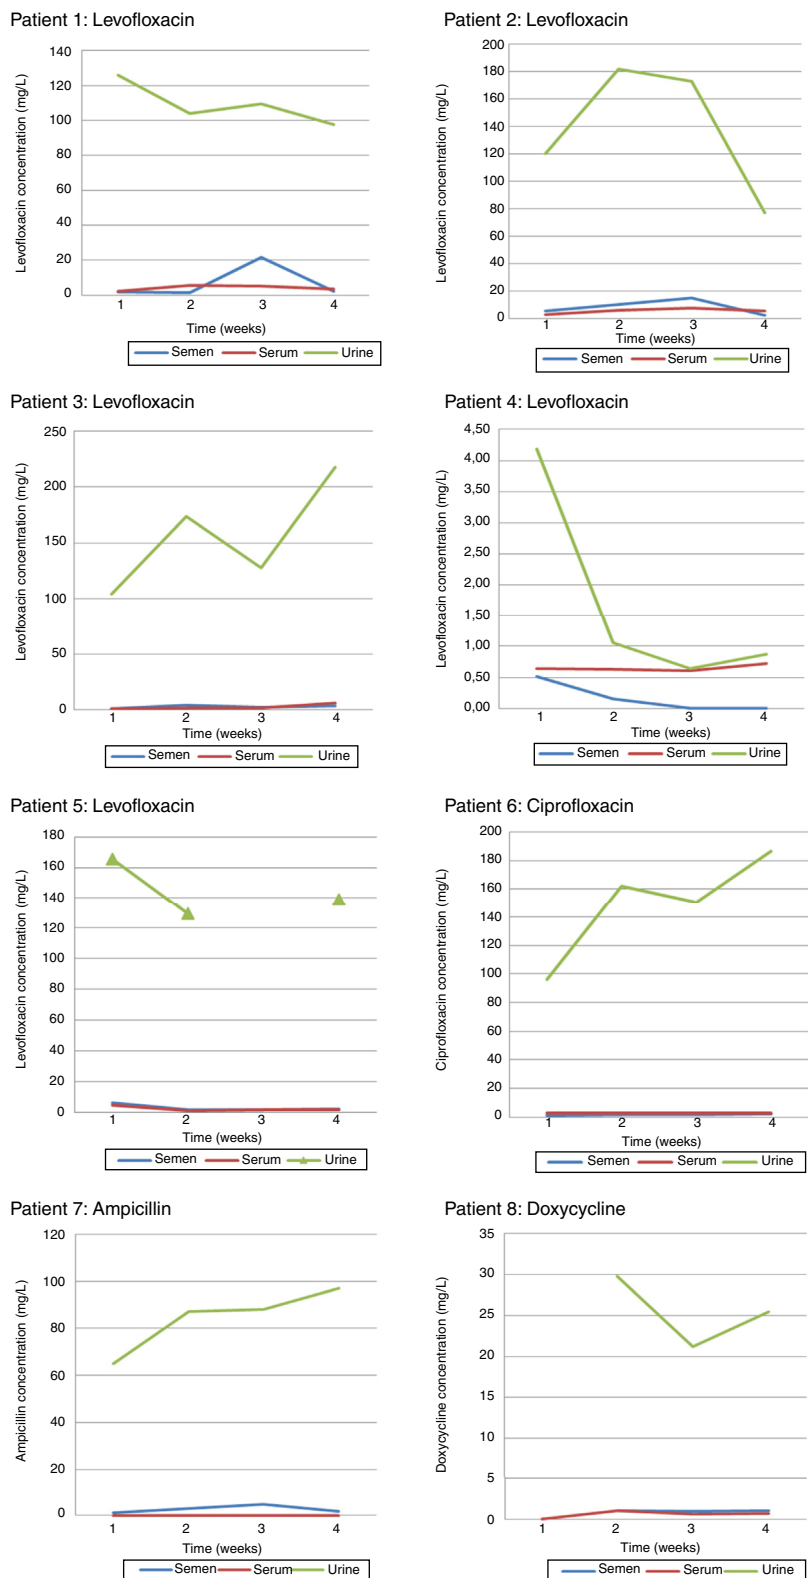 Patient 1: Levofloxacin
Levofloxacin concentration (mg/L)
140
120
100
80
60
40
20
0
1 2 3 4
Time (weeks)
Semen Serum Urine
Patient 2: Levofloxacin
Levofloxacin concentration (mg/L)
200
180
160
140
120
100
80
60
40
20
0
1 2 3 4
Time (weeks)
Semen Serum Urine
Patient 3: Levofloxacin
Levofloxacin concentration (mg/L)
250
200
150
100
50
0
1 2 3 4
Time (weeks)
Semen Serum Urine
Patient 4: Levofloxacin
Levofloxacin concentration (mg/L)
4,50
4,00
3,50
3,00
2,50
2,00
1,50
1,00
0,50
0,00
1 2 3 4
Time (weeks)
Semen Serum Urine
Patient 5: Levofloxacin
Levofloxacin concentration (mg/L)
180
160
140
120
100
80
60
40
20
0
1 2 3 4
Time (weeks)
Semen Serum Urine
Patient 6: Ciprofloxacin
Ciprofloxacin concentration (mg/L)
200
180
160
140
120
100
80
60
40
20
0
1 2 3 4
Time (weeks)
Semen Serum Urine
Patient 7: Ampicillin
Ampicillin concentration (mg/L)
120
100
80
60
40
20
0
1 2 3 4
Time (weeks)
Semen Serum Urine
Patient 8: Doxycycline
Doxycycline concentration (mg/L)
35
30
25
20
15
10
5
0
1 2 3 4
Time (weeks)
Semen Serum Urine